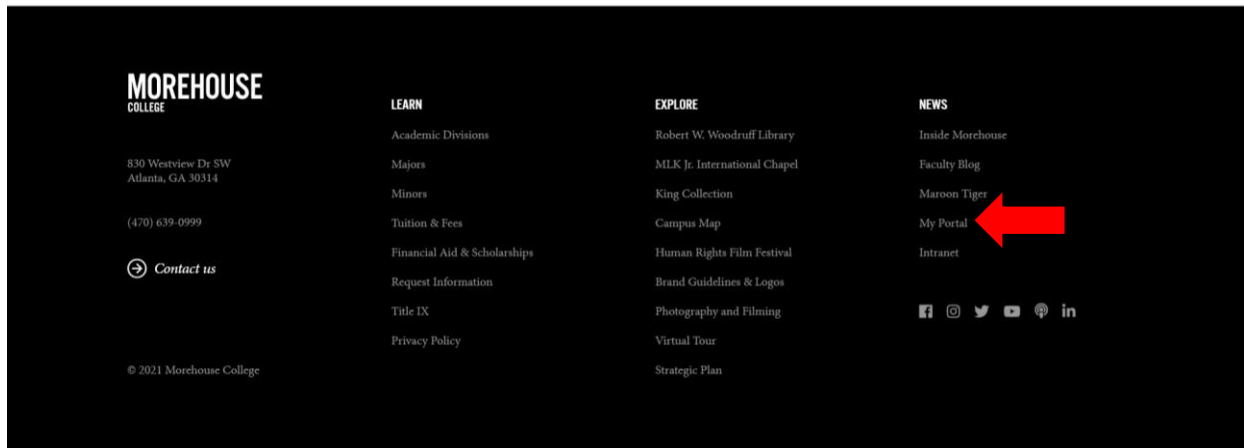 MOREHOUSE
COLLEGE
830 Westview Dr SW
Atlanta, GA 30314
(470) 639-0999
Contact us
© 2021 Morehouse College
LEARN
Academic Divisions
Majors
Minors
Tuition & Fees
Financial Aid & Scholarships
Request Information
Title IX
Privacy Policy
EXPLORE
Robert W. Woodruff Library
MLK Jr. International Chapel
King Collection
Campus Map
Human Rights Film Festival
Brand Guidelines & Logos
Photography and Filming
Virtual Tour
Strategic Plan
NEWS
Inside Morehouse
Faculty Blog
Maroon Tiger
My Portal
Intranet